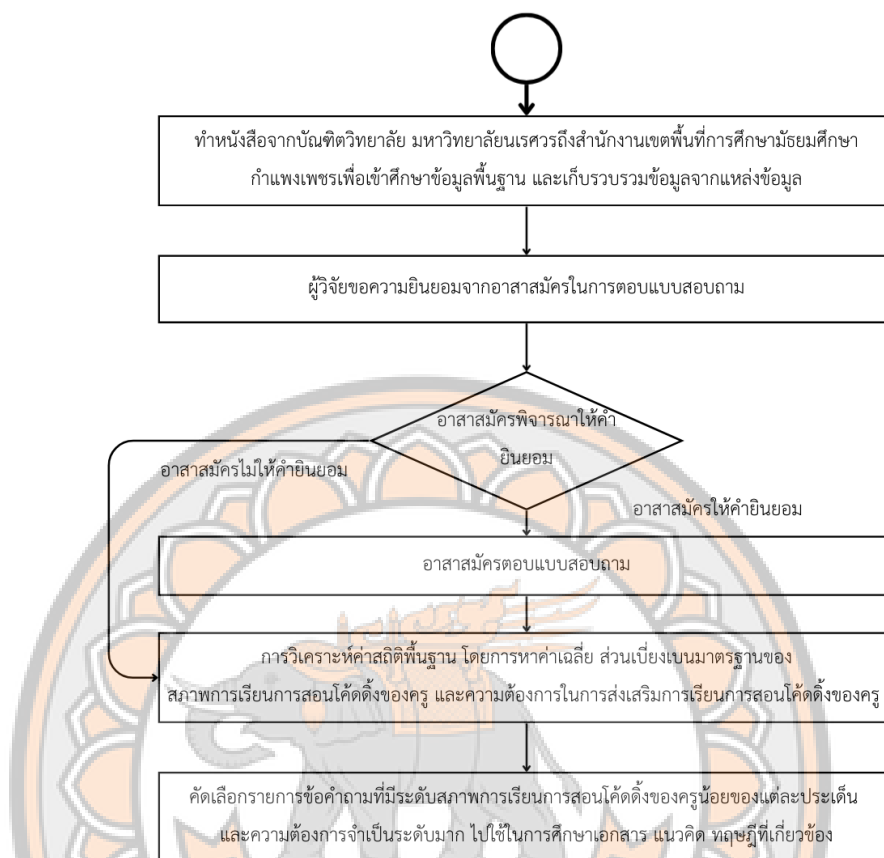 ทำหนังสือจากบัณฑิตวิทยาลัย มหาวิทยาลัยนเรศวรถึงสำนักงานเขตพื้นที่การศึกษามัธยมศึกษา
กำแพงเพชรเพื่อเข้าศึกษาข้อมูลพื้นฐาน และเก็บรวบรวมข้อมูลจากแหล่งข้อมูล
ผู้วิจัยขอความยินยอมจากอาสาสมัครในการตอบแบบสอบถาม
อาสาสมัครพิจารณาให้คำ
ยินยอม
อาสาสมัครไม่ให้คำยินยอม
อาสาสมัครให้คำยินยอม
อาสาสมัครตอบแบบสอบถาม
การวิเคราะห์ค่าสถิติพื้นฐาน โดยการหาค่าเฉลี่ย ส่วนเบี่ยงเบนมาตรฐานของ
สภาพการเรียนการสอนโค้ดดิ้งของครู และความต้องการในการส่งเสริมการเรียนการสอนโค้ดดิ้งของครู
คัดเลือกรายการข้อคำถามที่มีระดับสภาพการเรียนการสอนโค้ดดิ้งของครูน้อยของแต่ละประเด็น
และความต้องการจำเป็นระดับมาก ไปใช้ในการศึกษาเอกสาร แนวคิด ทฤษฎีที่เกี่ยวข้อง